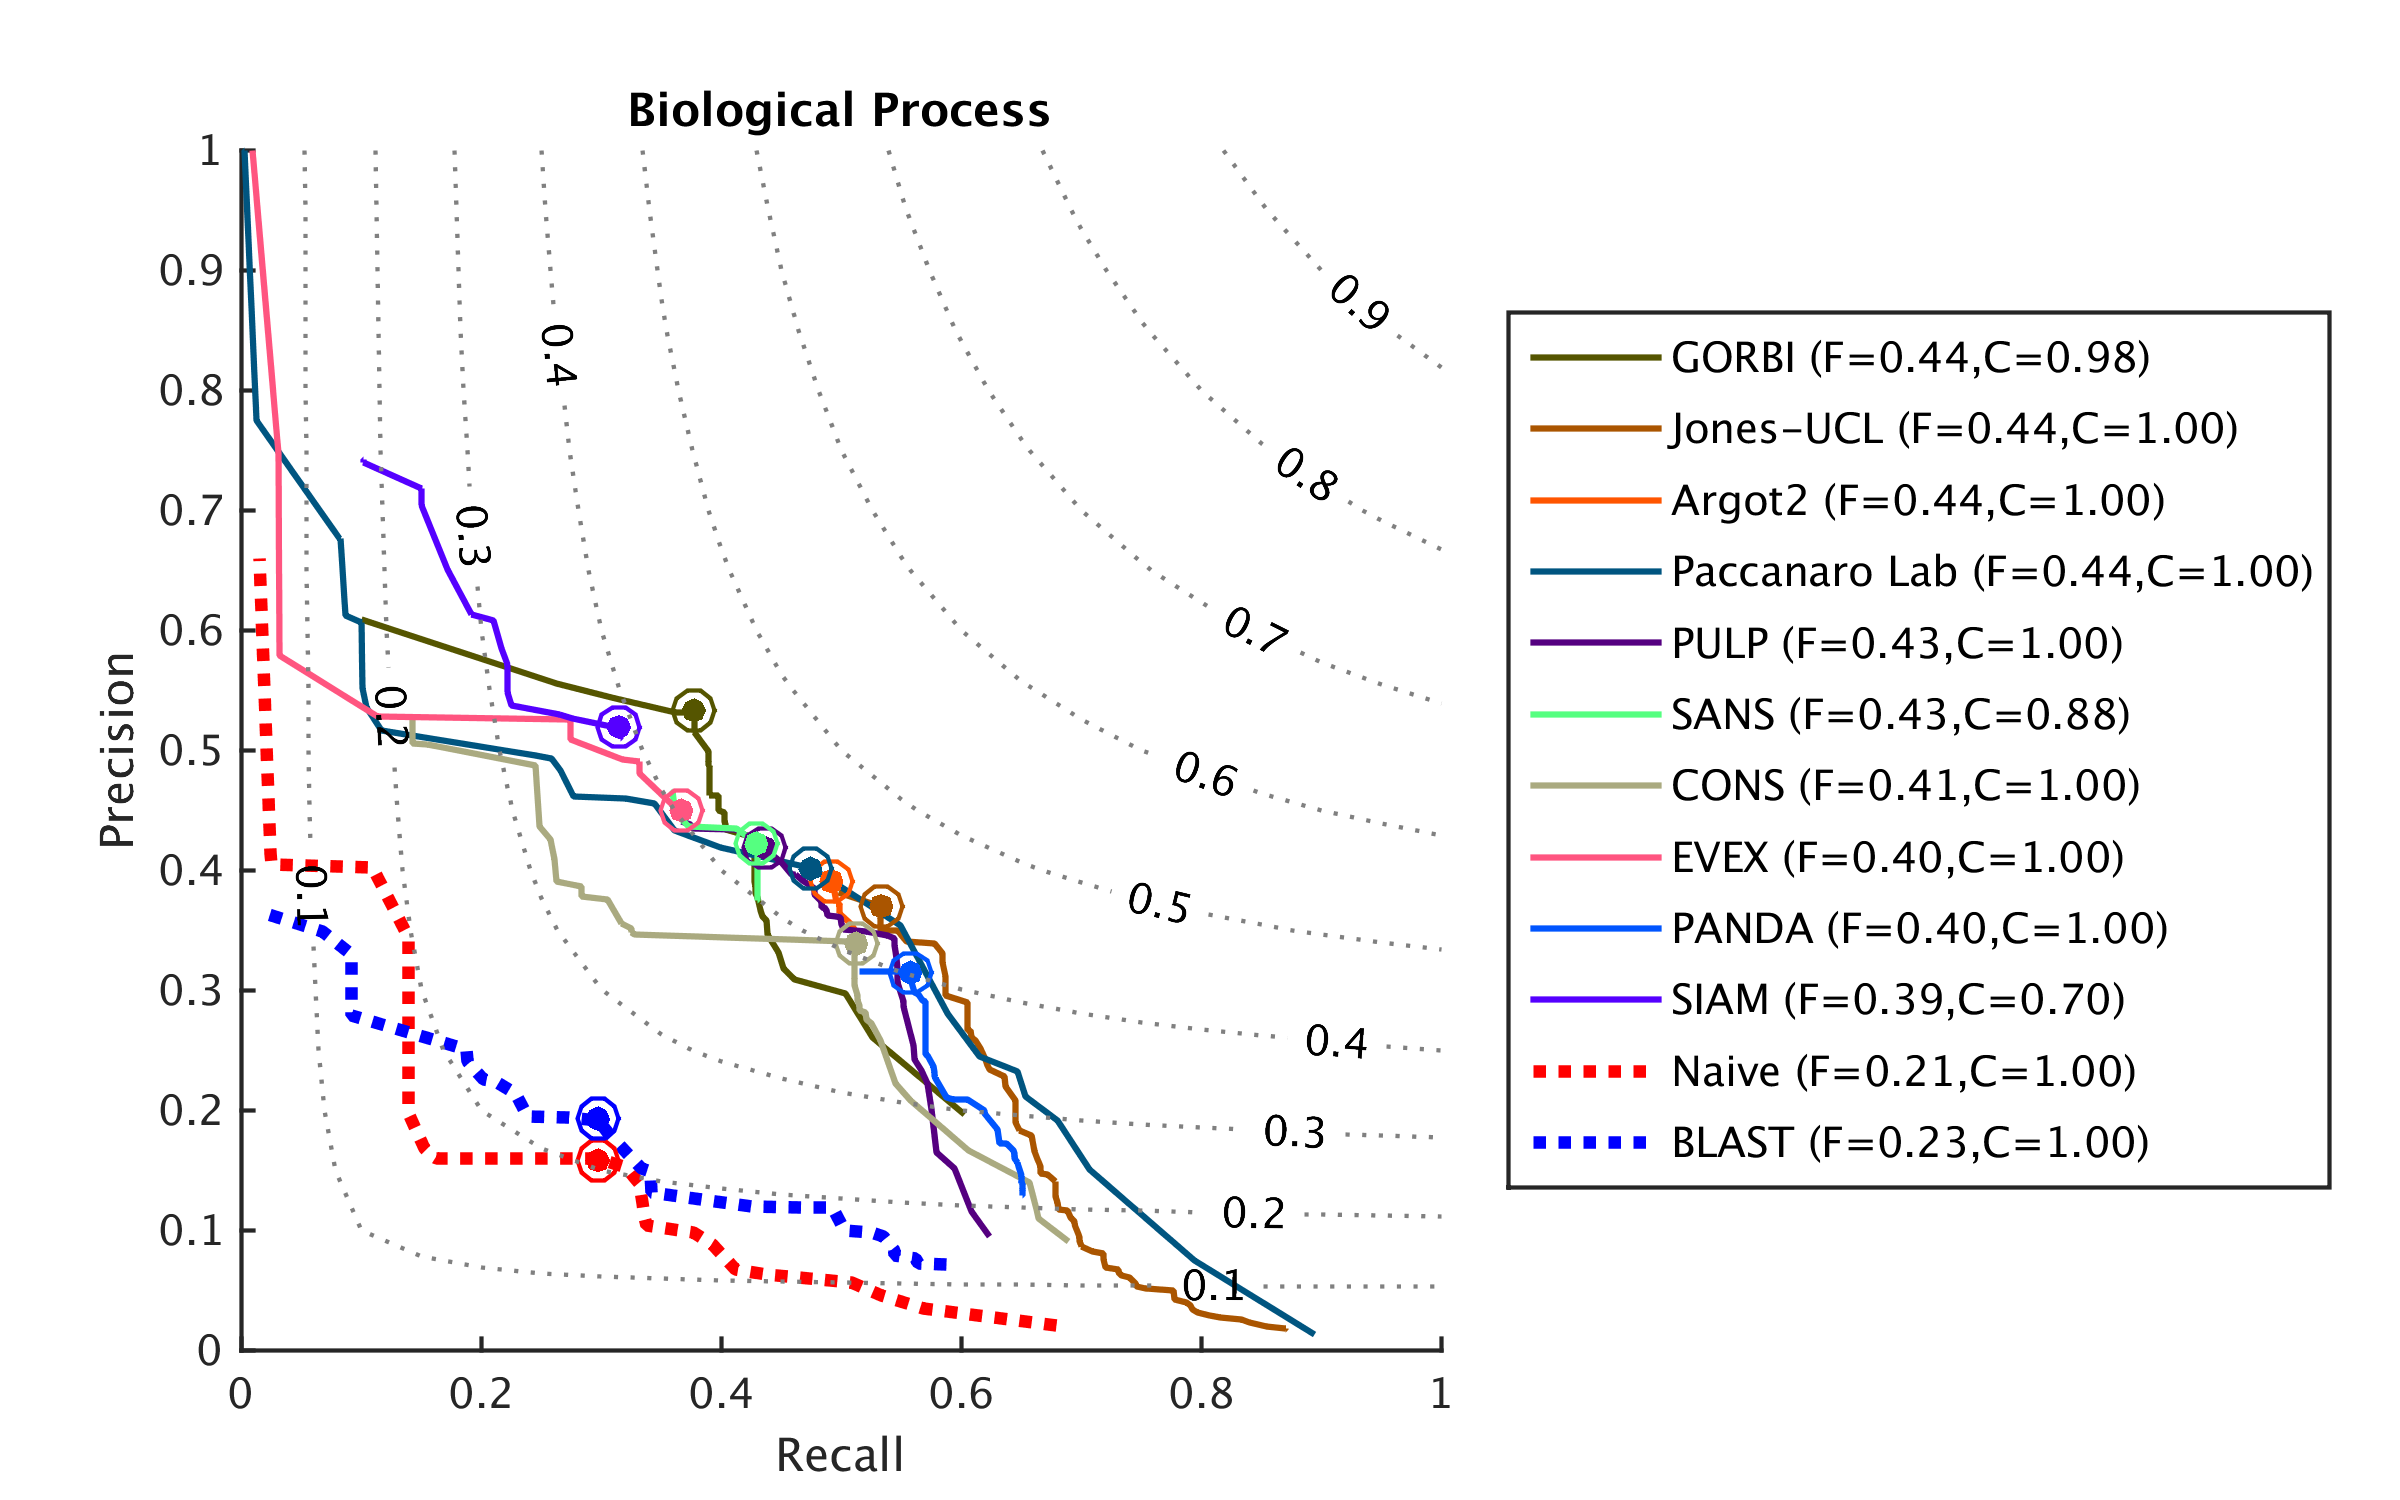 Biological Process
1
0.9
0.8
0.7
0.6
0.5
0.4
0.3
0.2
0.1
0
Precision
0
0.2
0.4
0.6
0.8
1
Recall
0.4
0.3
0.2
0.1
0.9
0.8
0.7
0.6
0.5
0.4
0.3
0.2
0.1
GORBI (F=0.44,C=0.98)
Jones-UCL (F=0.44,C=1.00)
Argot2 (F=0.44,C=1.00)
Paccanaro Lab (F=0.44,C=1.00)
PULP (F=0.43,C=1.00)
SANS (F=0.43,C=0.88)
CONS (F=0.41,C=1.00)
EVEX (F=0.40,C=1.00)
PANDA (F=0.40,C=1.00)
SIAM (F=0.39,C=0.70)
Naive (F=0.21,C=1.00)
BLAST (F=0.23,C=1.00)